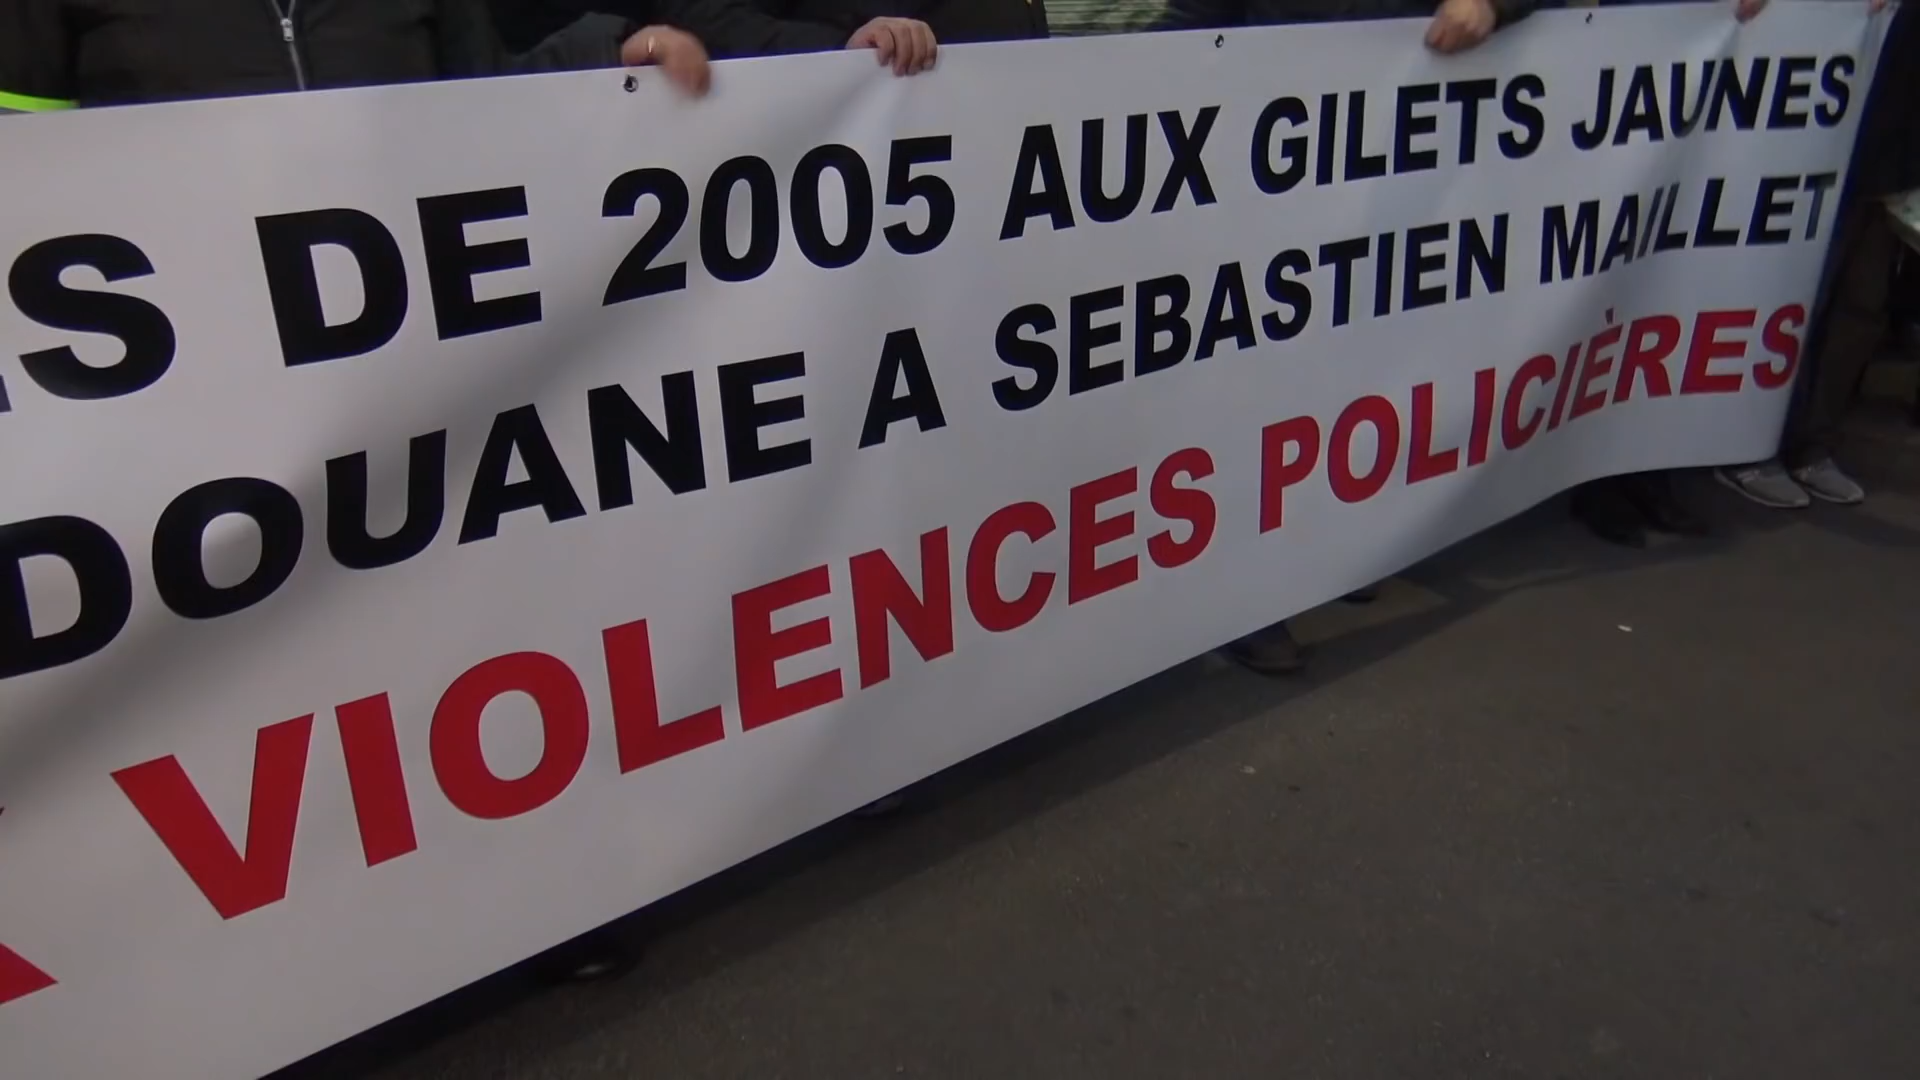 S DE 2005 AUX GILETS JAUNES
DOUANE A SEBASTIEN MAILLET
VIOLENCES POLICIÈRES